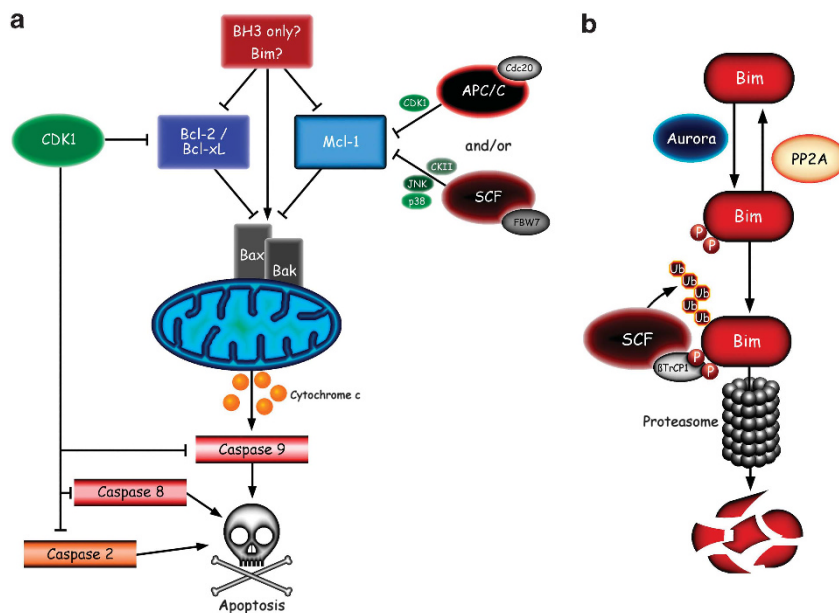 a
BH3 only?
Bim?
Cdc20
APC/C
CDK1
CDK1
Bcl-2 /
Bcl-xL
Mcl-1
and/or
CKII
JNK
p38
SCF
FBW7
Bax
Bak
Cytochrome c
Caspase 9
Caspase 8
Caspase 2
Apoptosis
b
Bim
Aurora
PP2A
Bim
P
P
Ub
Ub
Ub
Ub
Ub
SCF
Bim
P
P
βTrCP1
Proteasome